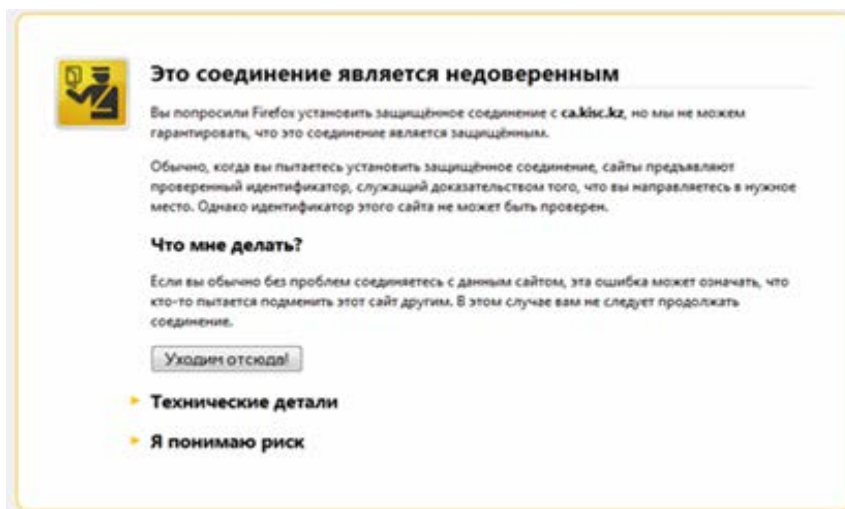 Это соединение является недоверенным
Вы попросили Firefox установить защищённое соединение с ca.kisc.kz, но мы не можем
гарантировать, что это соединение является защищённым.
Обычно, когда вы пытаетесь установить защищённое соединение, сайты предъявляют
проверенный идентификатор, служащий доказательством того, что вы направляетесь в нужное
место. Однако идентификатор этого сайта не может быть проверен.
Что мне делать?
Если вы обычно без проблем соединяетесь с данным сайтом, эта ошибка может означать, что
кто-то пытается подменить этот сайт другим. В этом случае вам не следует продолжать
соединение.
Уходим отсюда!
Технические детали
Я понимаю риск